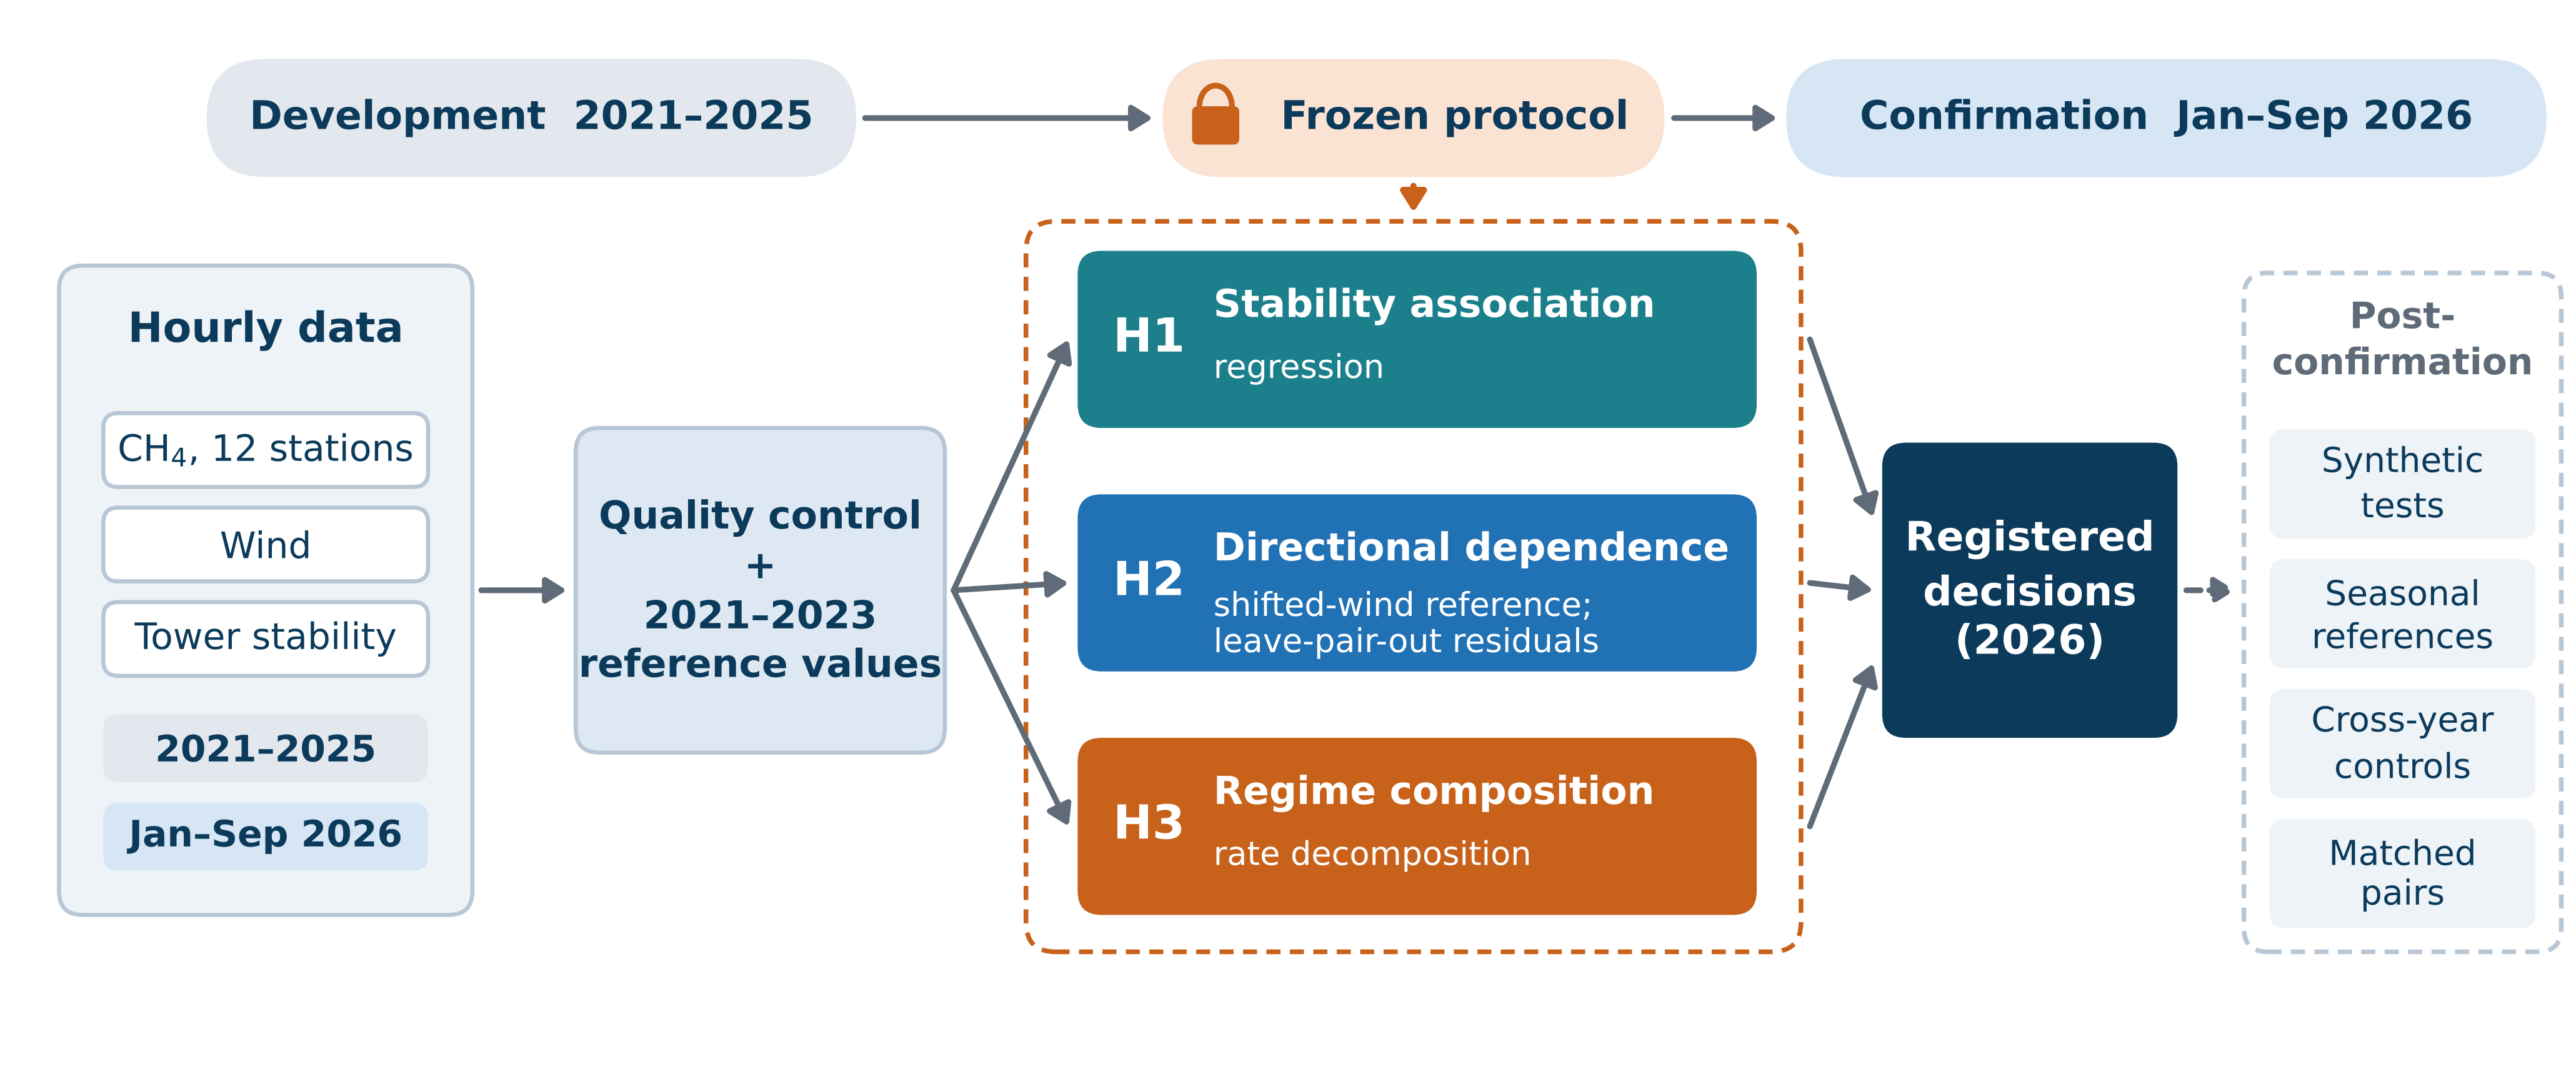 Development 2021–2025
Frozen protocol
Confirmation Jan–Sep 2026
Hourly data
CH₄, 12 stations
Wind
Tower stability
2021–2025
Jan–Sep 2026
Quality control
+
2021–2023
reference values
H1
Stability association
regression
H2
Directional dependence
shifted-wind reference;
leave-pair-out residuals
H3
Regime composition
rate decomposition
Registered
decisions
(2026)
Post-
confirmation
Synthetic
tests
Seasonal
references
Cross-year
controls
Matched
pairs